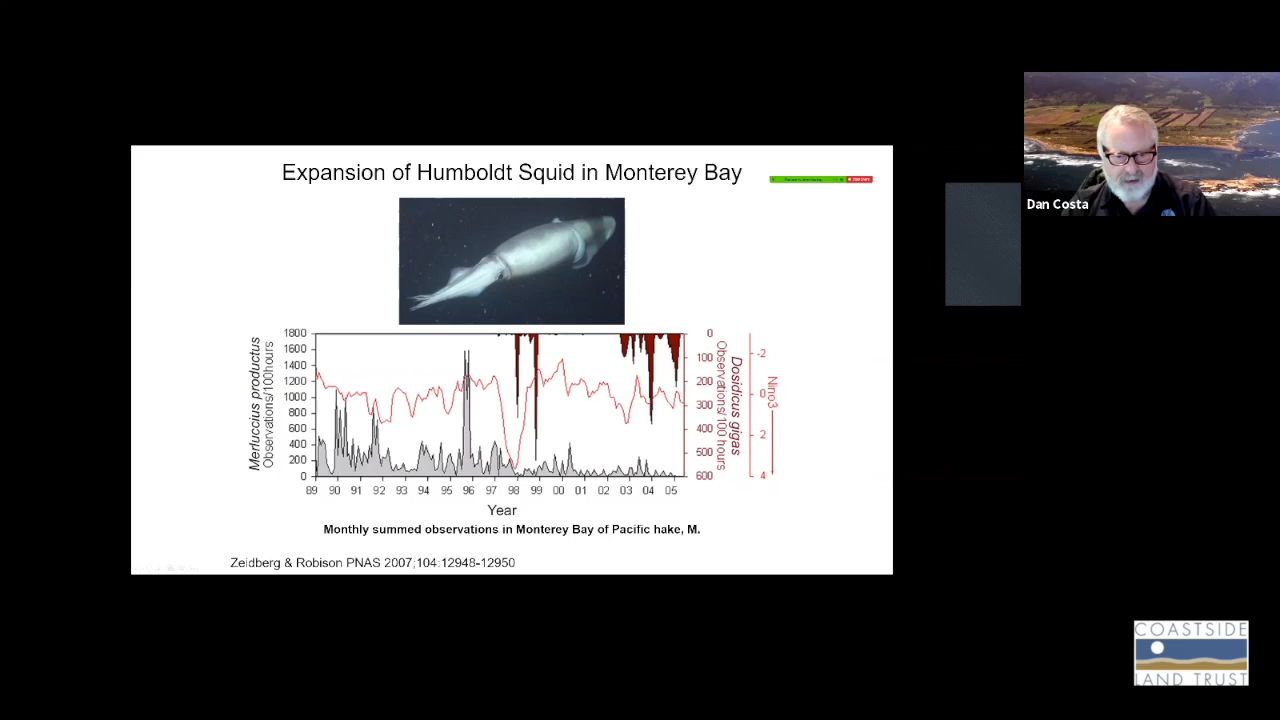 Expansion of Humboldt Squid in Monterey Bay
Dan Costa
1800
1600
1400
1200
1000
800
600
400
200
0
Merluccius productus
Observations/100hours
0
100
200
300
400
500
600
Observations/100 hours
Dosidicus gigas
-2
0
2
4
Nino3
89 90 91 92 93 94 95 96 97 98 99 00 01 02 03 04 05
Year
Monthly summed observations in Monterey Bay of Pacific hake, M.
Zeidberg & Robison PNAS 2007;104:12948-12950
COASTSIDE
LAND TRUST